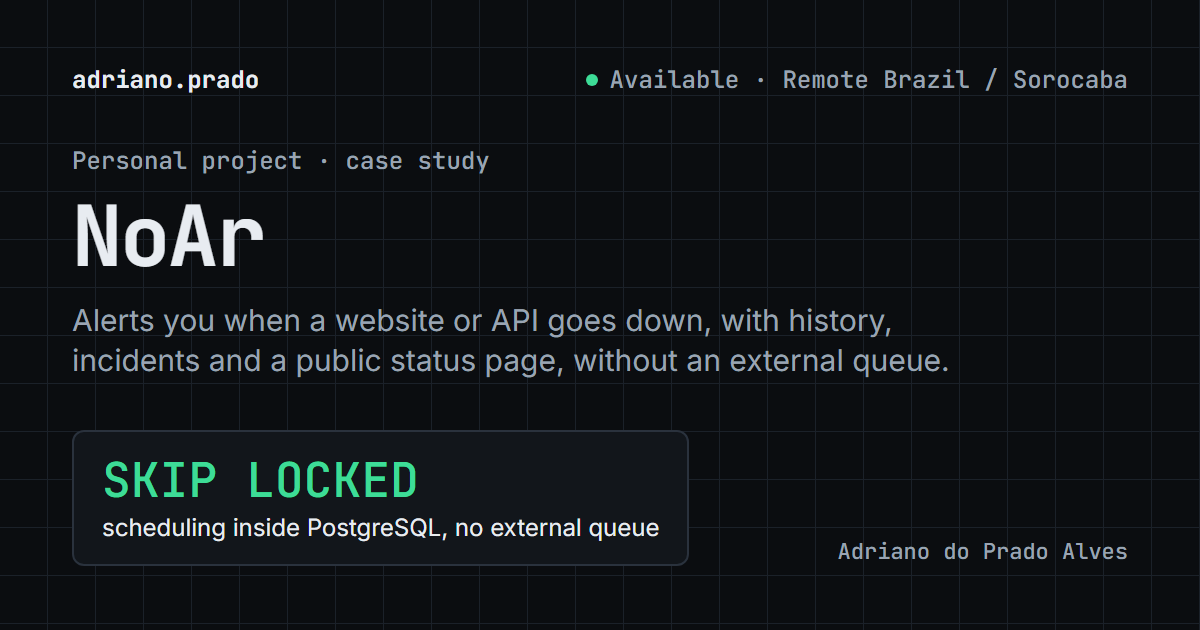 adriano.prado
Available · Remote Brazil / Sorocaba
Personal project · case study
NoAr
Alerts you when a website or API goes down, with history,
incidents and a public status page, without an external queue.
SKIP LOCKED
scheduling inside PostgreSQL, no external queue
Adriano do Prado Alves